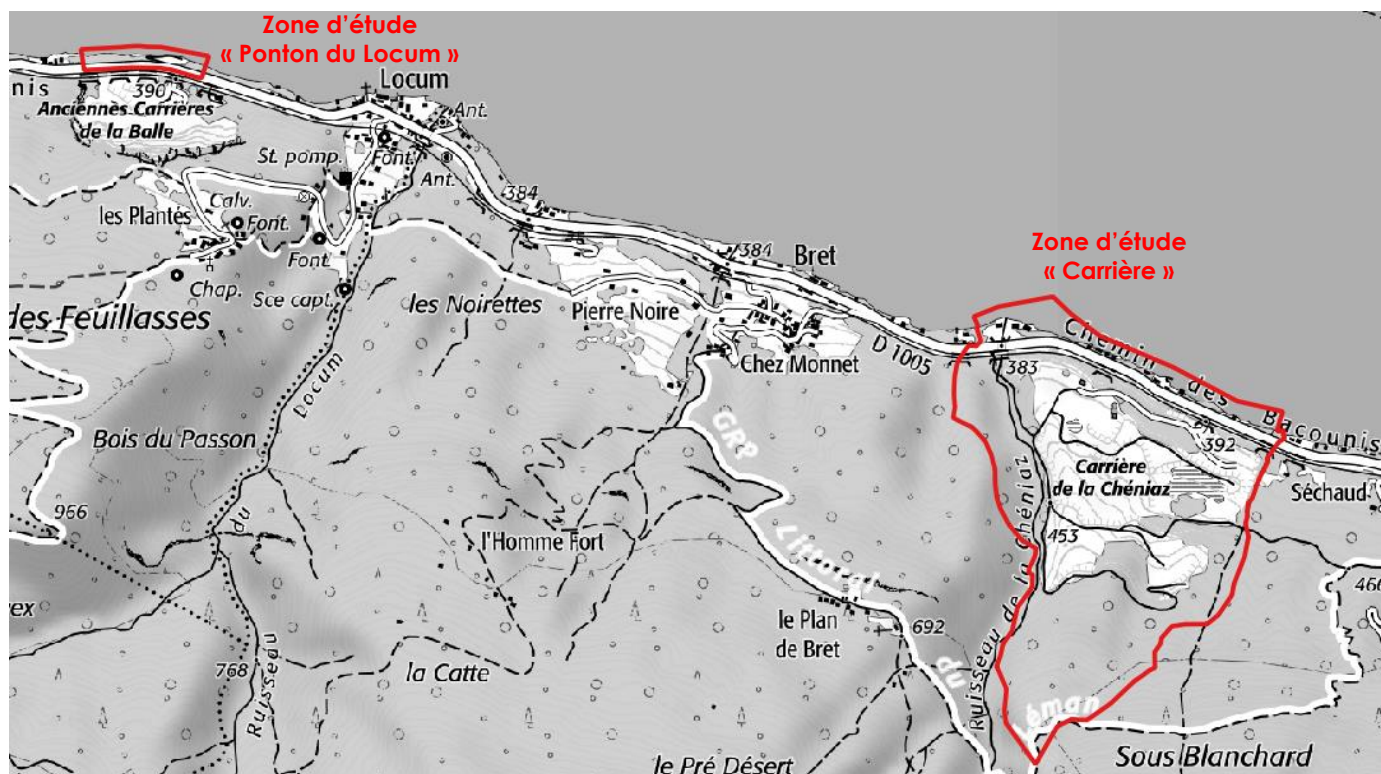 Zone d’étude
« Ponton du Locum »
nis
390
Anciennes Carrières
de la Balle
Locum
Ant.
St. pomp.
Font.
Ant.
384
les Plantés
Calv.
Font.
Font.
Chap.
Sce capt.
des Feuillasses
les Noirettes
Pierre Noire
384
Bret
Chez Monnet
D 1005
Zone d’étude
« Carrière »
Chemin des Bacounis
383
392
Carrière
de la Chéniaz
Séchaud
453
466
Bois du Passon
966
Ruisseau du Locum
l'Homme Fort
GRP Littoral du Léman
le Plan
de Bret
692
Ruisseau de la Chéniaz
ex
768
la Catte
le Pré Désert
Sous Blanchard